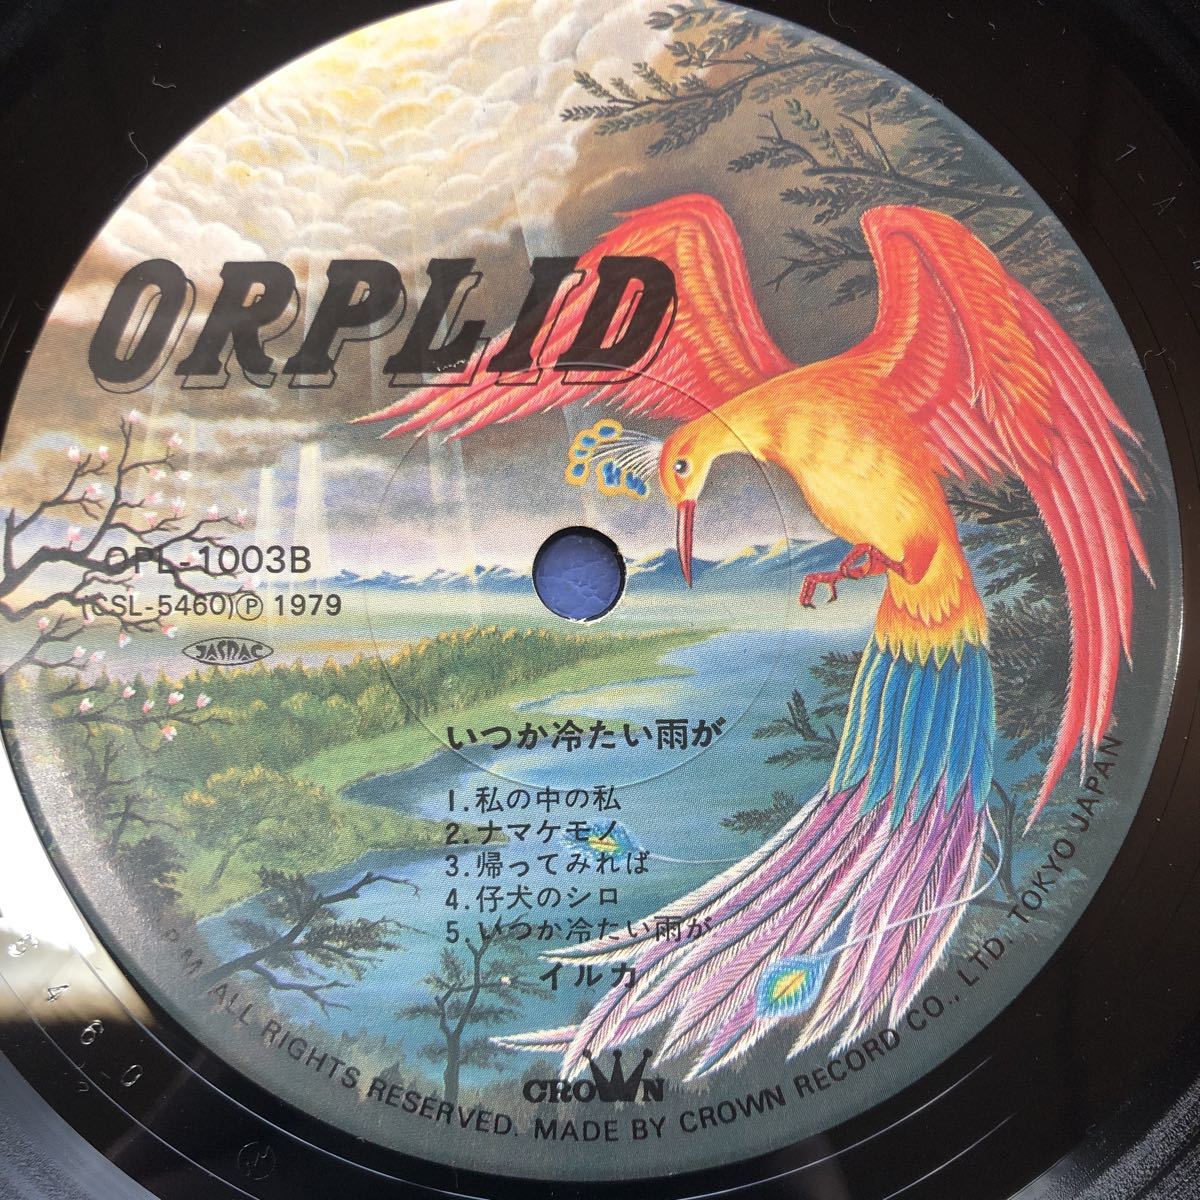 ORPLID
OPL-1003B
(CSL-5460)Ⓟ 1979
JASRAC
いつか冷たい雨が
1.私の中の私
2.ナマケモノ
3.帰ってみれば
4.仔犬のシロ
5.いつか冷たい雨が
イルカ
CROWN
ALL RIGHTS RESERVED. MADE BY CROWN RECORD CO., LTD. TOKYO JAPAN